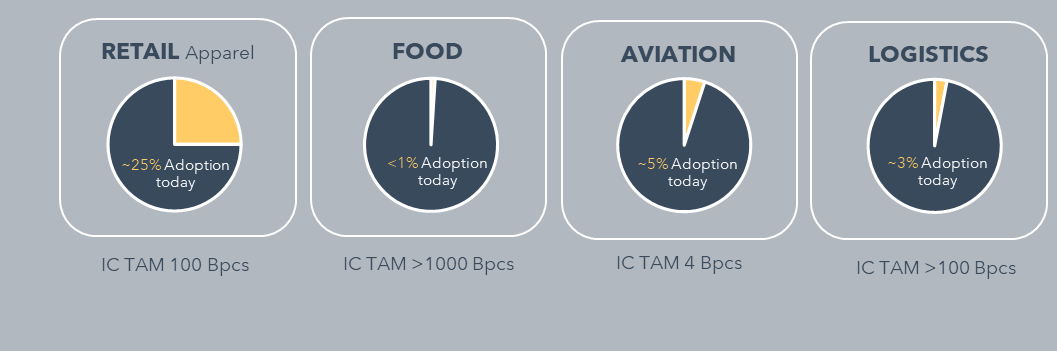 RETAIL Apparel
~25% Adoption
today
IC TAM 100 Bpcs
FOOD
<1% Adoption
today
IC TAM >1000 Bpcs
AVIATION
~5% Adoption
today
IC TAM 4 Bpcs
LOGISTICS
~3% Adoption
today
IC TAM >100 Bpcs